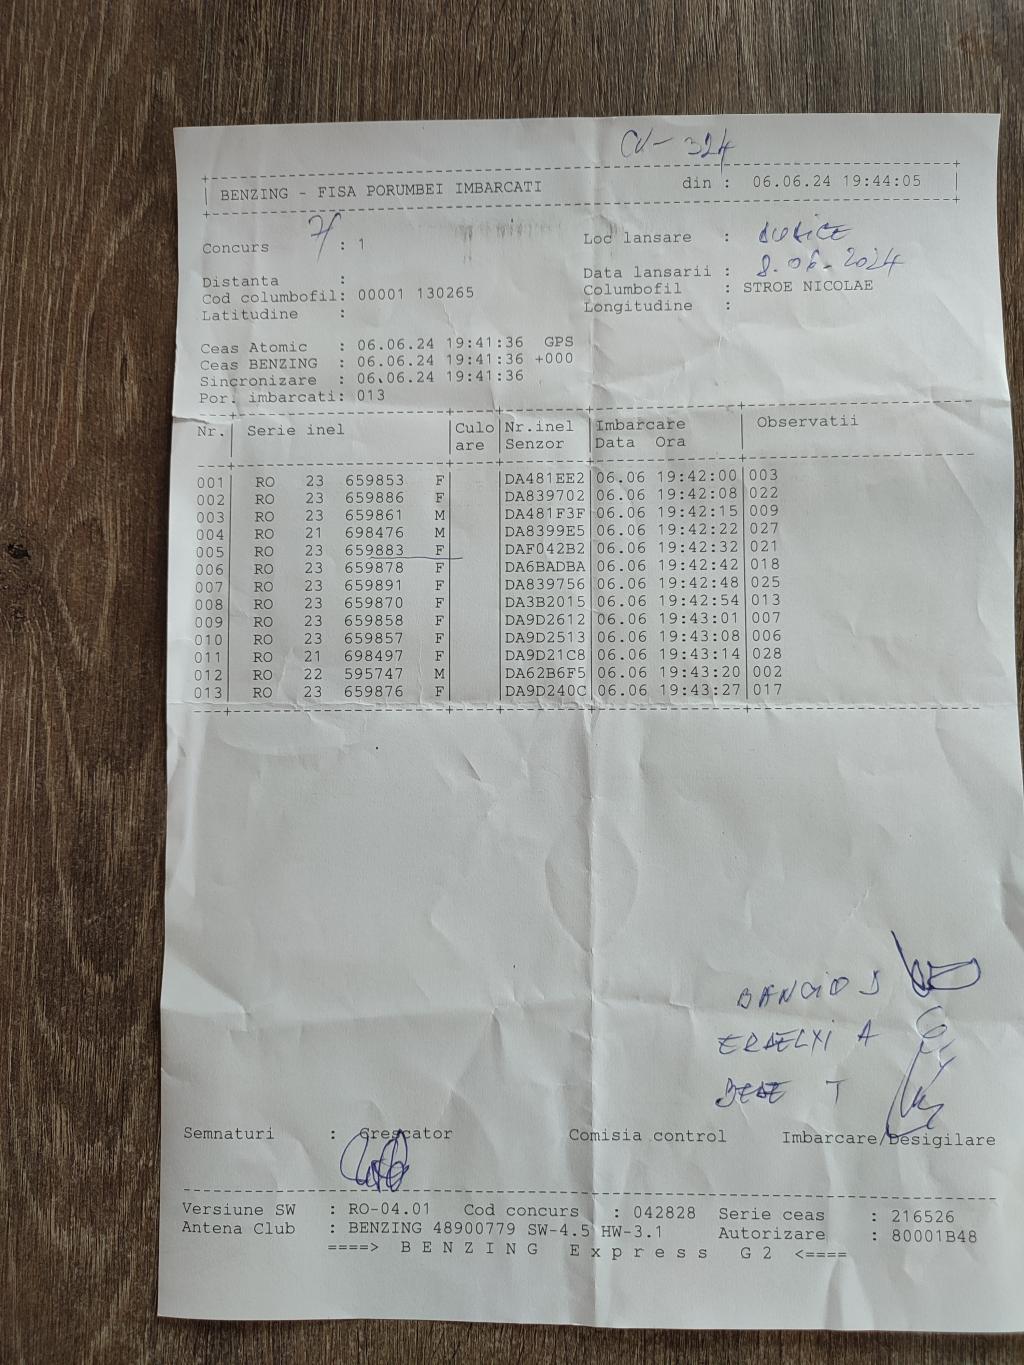 CV- 324
BENZING - FISA PORUMBEI IMBARCATI din : 06.06.24 19:44:05
Concurs 7 : 1 Loc lansare :
Distanta : Data lansarii : 8.06.2024
Cod columbofil: 00001 130265 Columbofil : STROE NICOLAE
Latitudine : Longitudine :
Ceas Atomic : 06.06.24 19:41:36 GPS
Ceas BENZING : 06.06.24 19:41:36 +000
Sincronizare : 06.06.24 19:41:36
Por. imbarcati: 013
Nr. Serie inel Culo Nr.inel Imbarcare Observatii
are Senzor Data Ora
001 RO 23 659853 F DA481EE2 06.06 19:42:00 003
002 RO 23 659886 F DA839702 06.06 19:42:08 022
003 RO 23 659861 M DA481F3F 06.06 19:42:15 009
004 RO 21 698476 M DA8399E5 06.06 19:42:22 027
005 RO 23 659883 F DAF042B2 06.06 19:42:32 021
006 RO 23 659878 F DA6BADBA 06.06 19:42:42 018
007 RO 23 659891 F DA839756 06.06 19:42:48 025
008 RO 23 659870 F DA3B2015 06.06 19:42:54 013
009 RO 23 659858 F DA9D2612 06.06 19:43:01 007
010 RO 23 659857 F DA9D2513 06.06 19:43:08 006
011 RO 21 698497 F DA9D21C8 06.06 19:43:14 028
012 RO 22 595747 M DA62B6F5 06.06 19:43:20 002
013 RO 23 659876 F DA9D240C 06.06 19:43:27 017
Semnaturi : Crescator Comisia control Imbarcare/Desigilare
Versiune SW : RO-04.01 Cod concurs : 042828 Serie ceas : 216526
Antena Club : BENZING 48900779 SW-4.5 HW-3.1 Autorizare : 80001B48
====> B E N Z I N G E x p r e s s G 2 <====